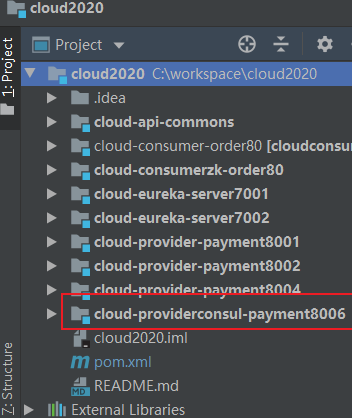 cloud2020
1: Project
Project
cloud2020 C:\workspace\cloud2020
.idea
cloud-api-commons
cloud-consumer-order80 [cloudconsu
cloud-consumerzk-order80
cloud-eureka-server7001
cloud-eureka-server7002
cloud-provider-payment8001
cloud-provider-payment8002
cloud-provider-payment8004
cloud-providerconsul-payment8006
cloud2020.iml
m pom.xml
README.md
External Libraries
Z: Structure